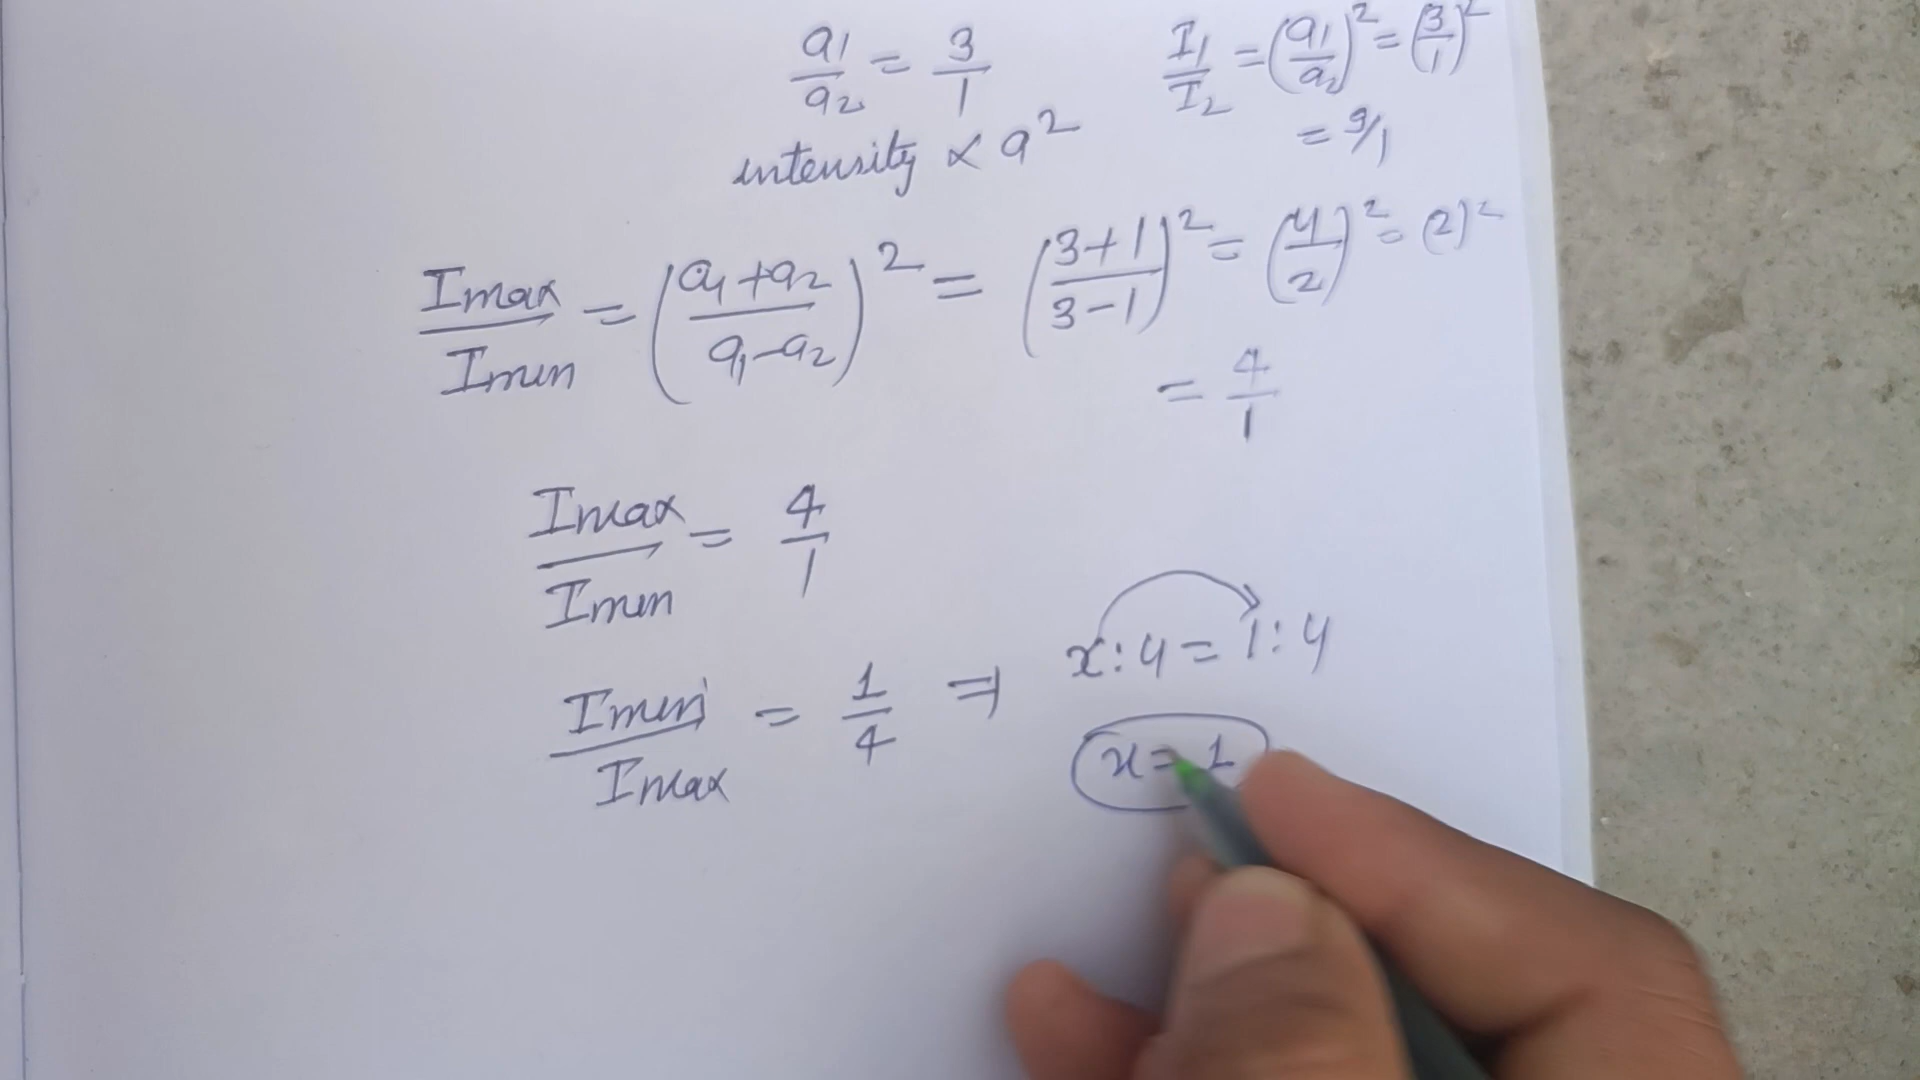 a1/a2 = 3/1
I1/I2 = (a1/a2)² = (3/1)²
= 9/1
intensity ∝ a²
Imax/Imin = (a1+a2/a1-a2)² = (3+1/3-1)² = (4/2)² = (2)²
= 4/1
Imax/Imin = 4/1
x:4 = 1:4
Imin/Imax = 1/4 ⇒
x = 1